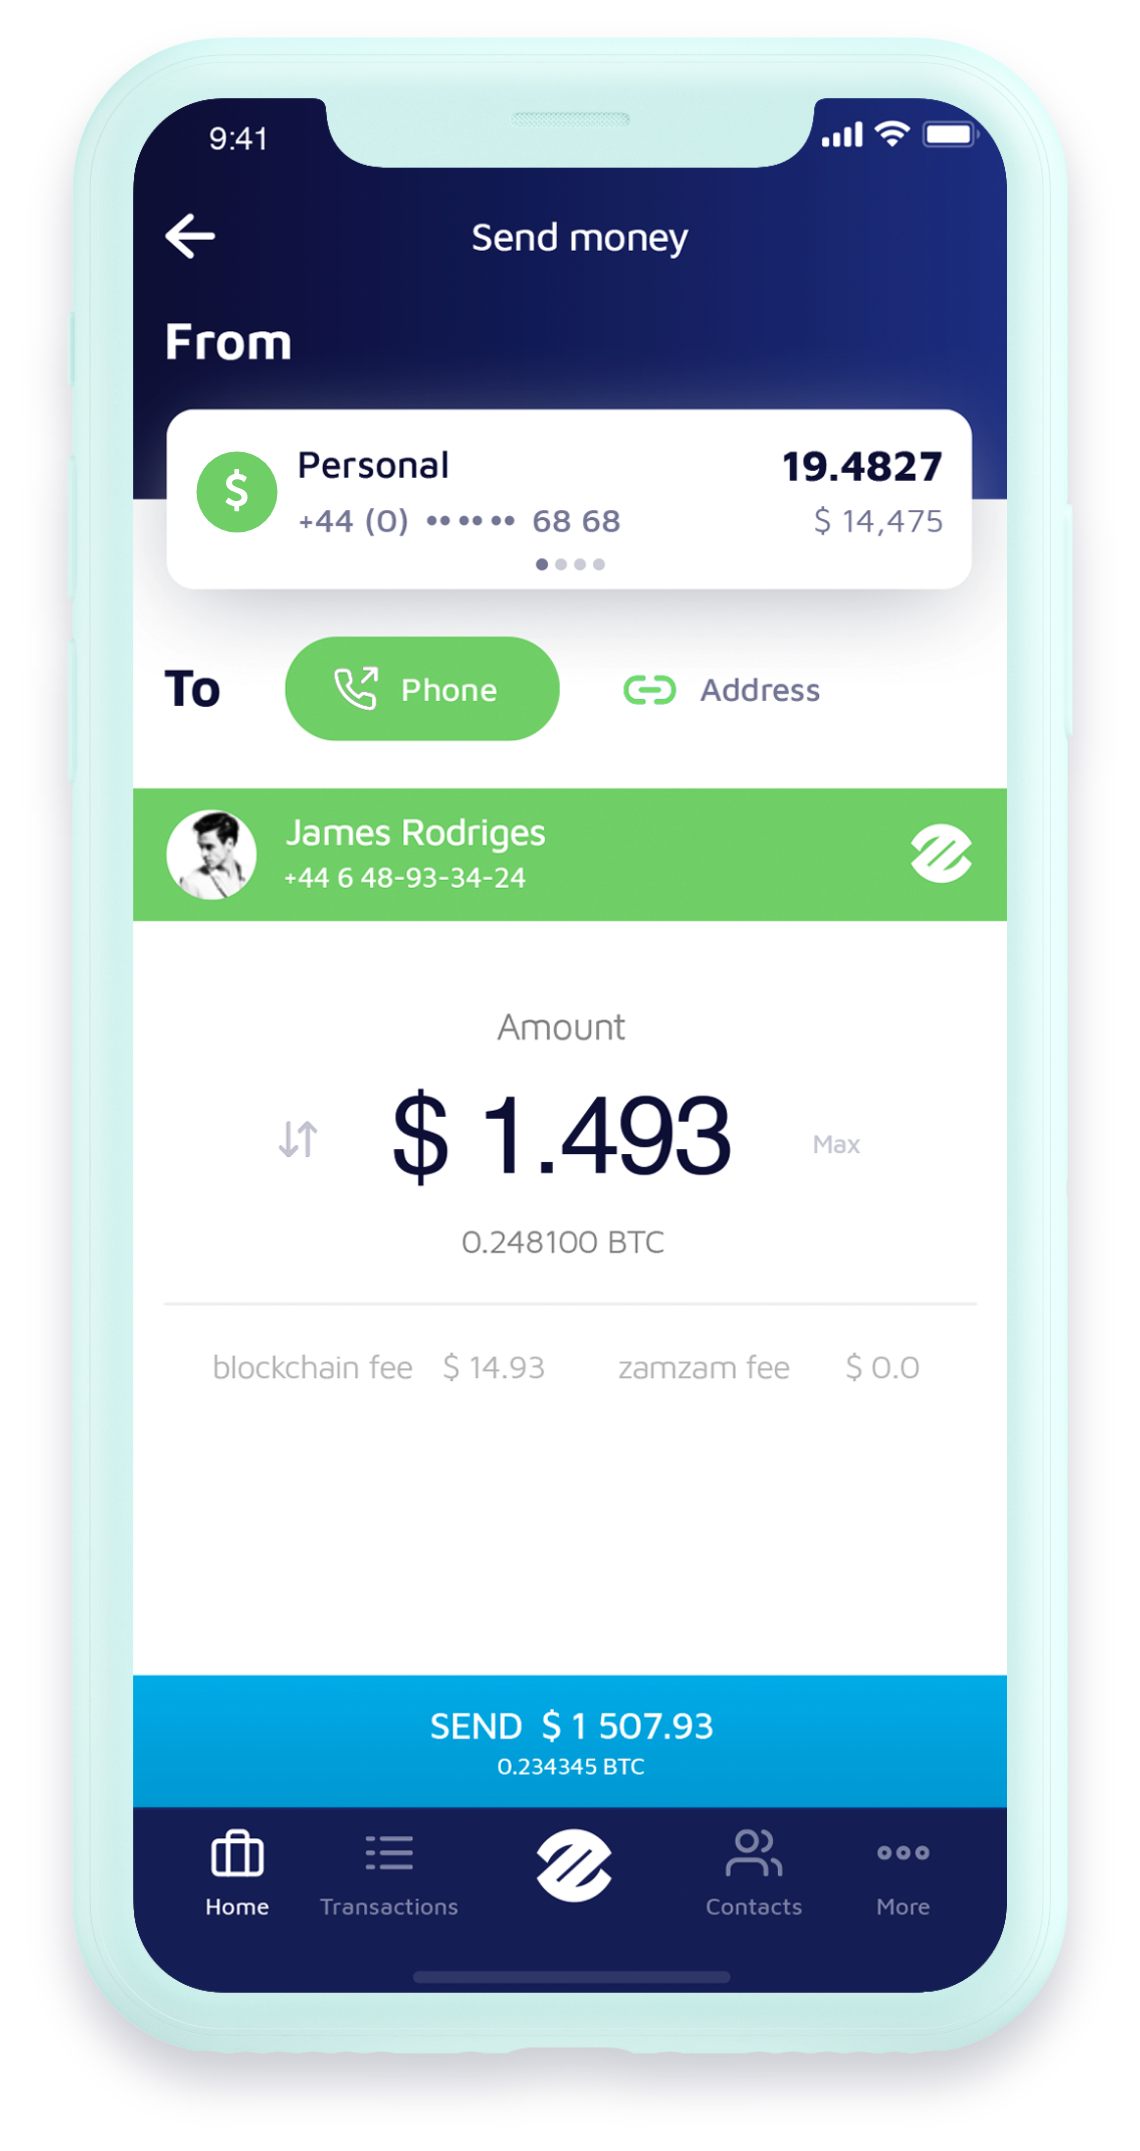 9:41
Send money
From
Personal 19.4827
+44 (0) •• •• •• 68 68 $ 14,475
To Phone Address
James Rodriges
+44 6 48-93-34-24
Amount
$ 1.493 Max
0.248100 BTC
blockchain fee $ 14.93 zamzam fee $ 0.0
SEND $ 1 507.93
0.234345 BTC
Home Transactions Contacts More